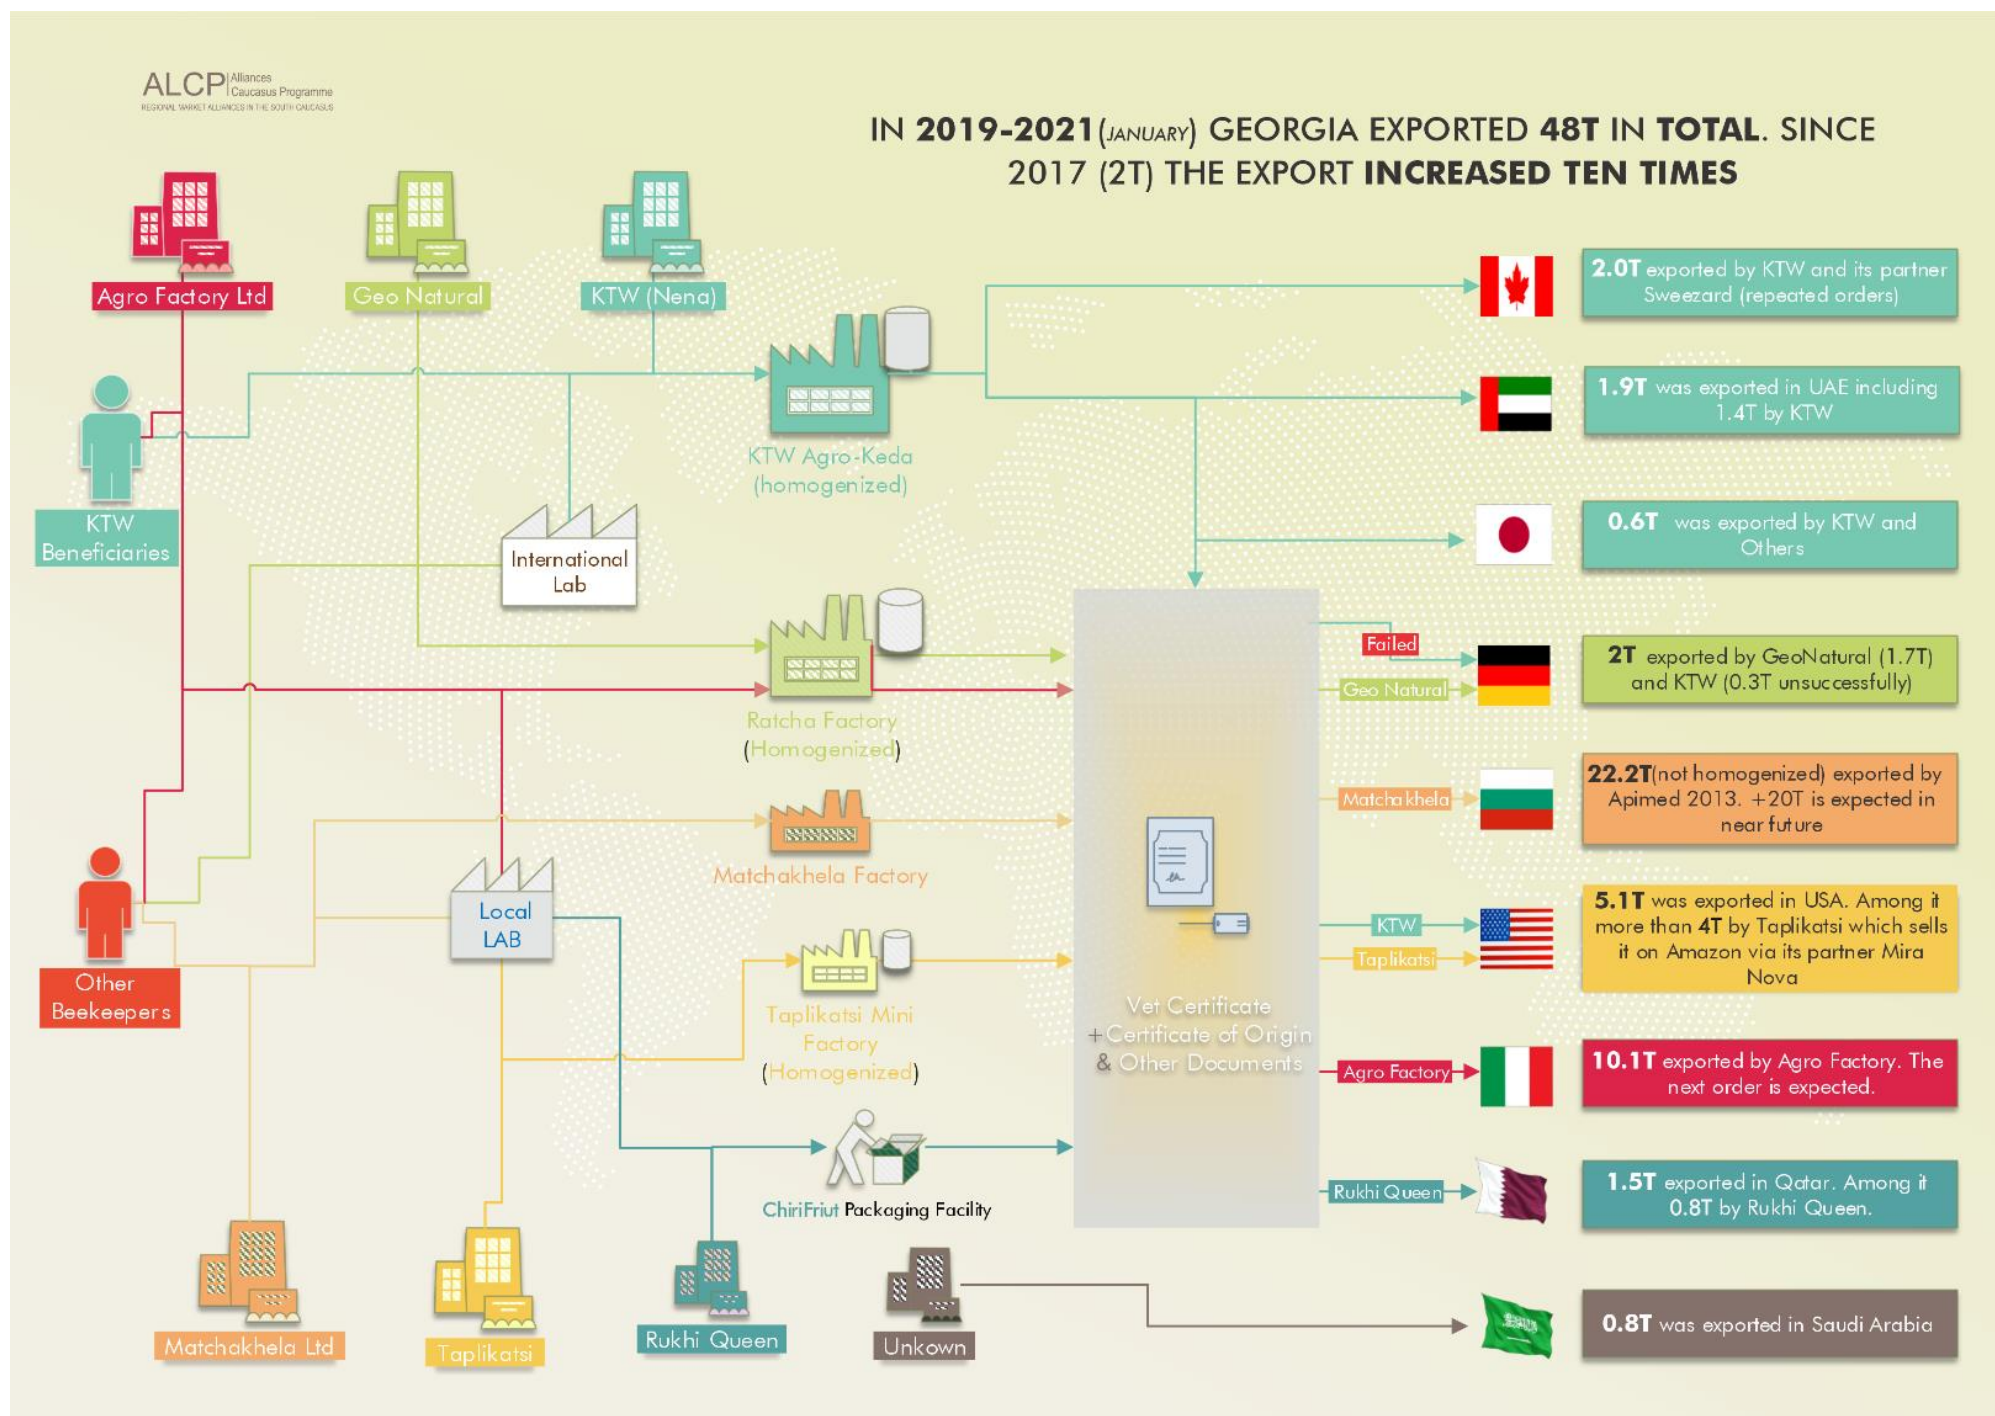 ALCP Alliances
Caucasus Programme
REGIONAL MARKET ALLIANCES IN THE SOUTH CAUCASUS
IN 2019-2021(JANUARY) GEORGIA EXPORTED 48T IN TOTAL. SINCE
2017 (2T) THE EXPORT INCREASED TEN TIMES
Agro Factory Ltd
Geo Natural
KTW (Nena)
2.0T exported by KTW and its partner
Sweezard (repeated orders)
1.9T was exported in UAE including
1.4T by KTW
KTW Agro-Keda
(homogenized)
KTW
Beneficiaries
International
Lab
0.6T was exported by KTW and
Others
Failed
Geo Natural
2T exported by GeoNatural (1.7T)
and KTW (0.3T unsuccessfully)
Ratcha Factory
(Homogenized)
Matchakhela
22.2T(not homogenized) exported by
Apimed 2013. +20T is expected in
near future
Matchakhela Factory
Local
LAB
KTW
Taplikatsi
5.1T was exported in USA. Among it
more than 4T by Taplikatsi which sells
it on Amazon via its partner Mira
Nova
Other
Beekeepers
Taplikatsi Mini
Factory
(Homogenized)
Vet Certificate
+Certificate of Origin
& Other Documents
Agro Factory
10.1T exported by Agro Factory. The
next order is expected.
ChiriFriut Packaging Facility
Rukhi Queen
1.5T exported in Qatar. Among it
0.8T by Rukhi Queen.
Matchakhela Ltd
Taplikatsi
Rukhi Queen
Unkown
0.8T was exported in Saudi Arabia